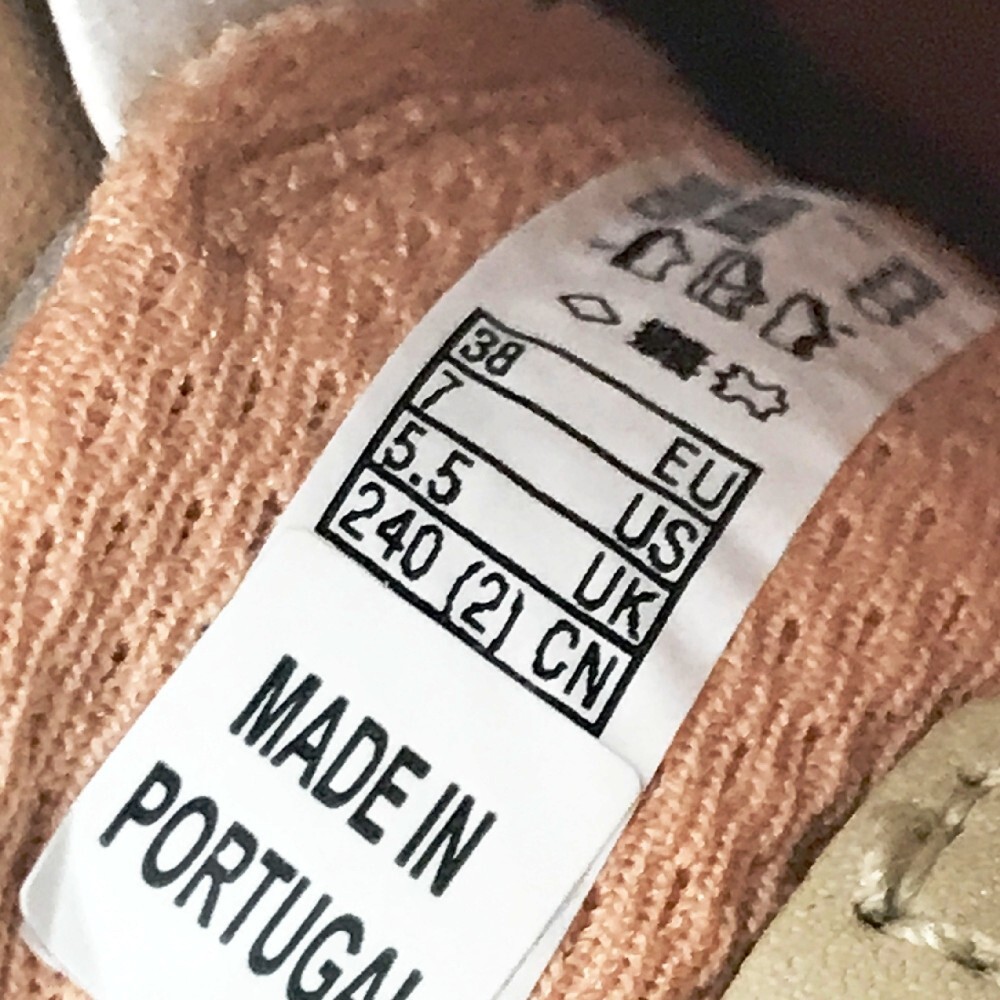 38 EU
7 US
5.5 UK
240 (2) CN
MADE IN
PORTUGAL